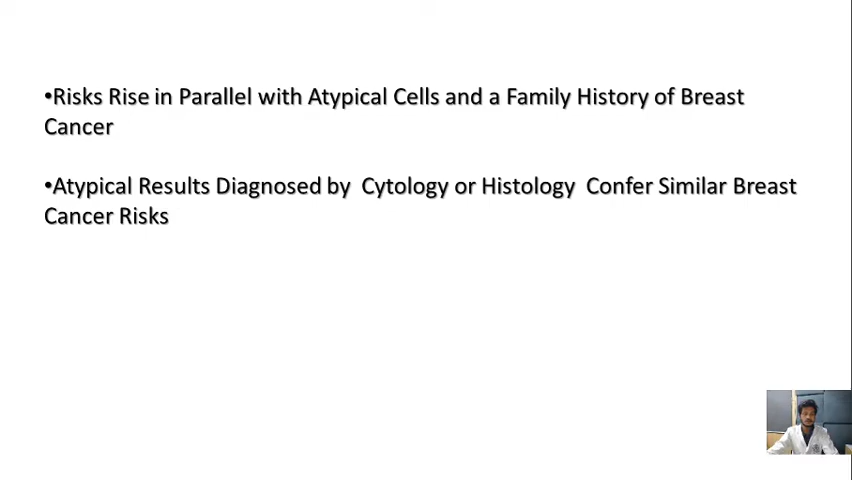 •Risks Rise in Parallel with Atypical Cells and a Family History of Breast
Cancer
•Atypical Results Diagnosed by  Cytology or Histology  Confer Similar Breast
Cancer Risks